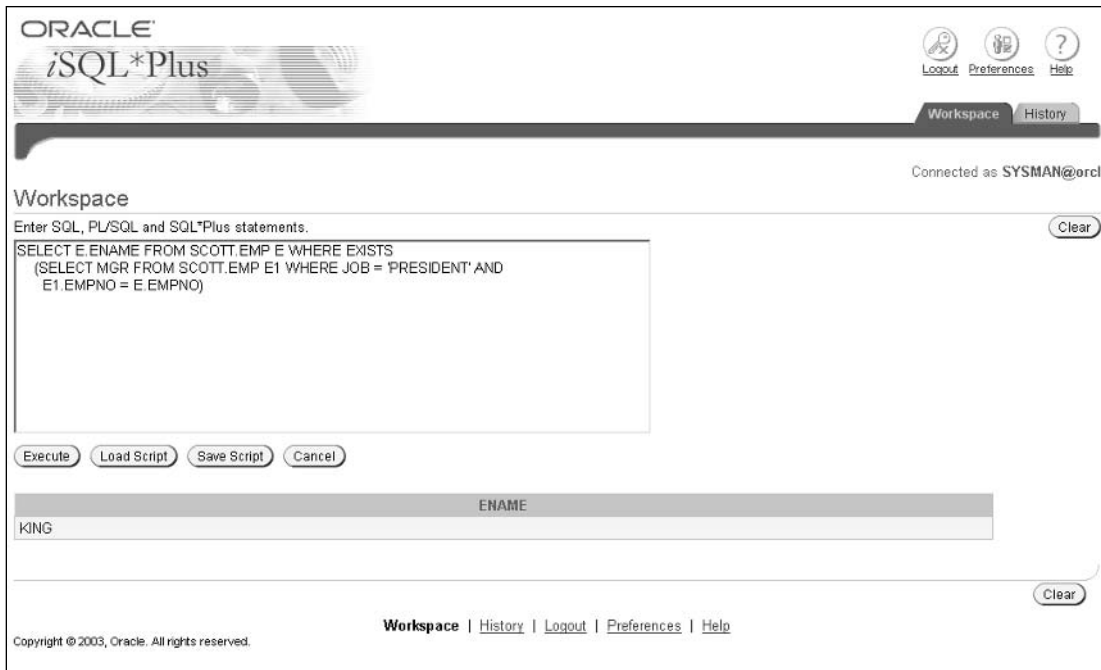 ORACLE
iSQL*Plus
Logout Preferences Help
Workspace History
Connected as SYSMAN@orcl
Workspace
Enter SQL, PL/SQL and SQL*Plus statements.
Clear
SELECT E.ENAME FROM SCOTT.EMP E WHERE EXISTS
(SELECT MGR FROM SCOTT.EMP E1 WHERE JOB = 'PRESIDENT' AND
E1.EMPNO = E.EMPNO)
Execute Load Script Save Script Cancel
ENAME
KING
Clear
Workspace | History | Logout | Preferences | Help
Copyright © 2003, Oracle. All rights reserved.